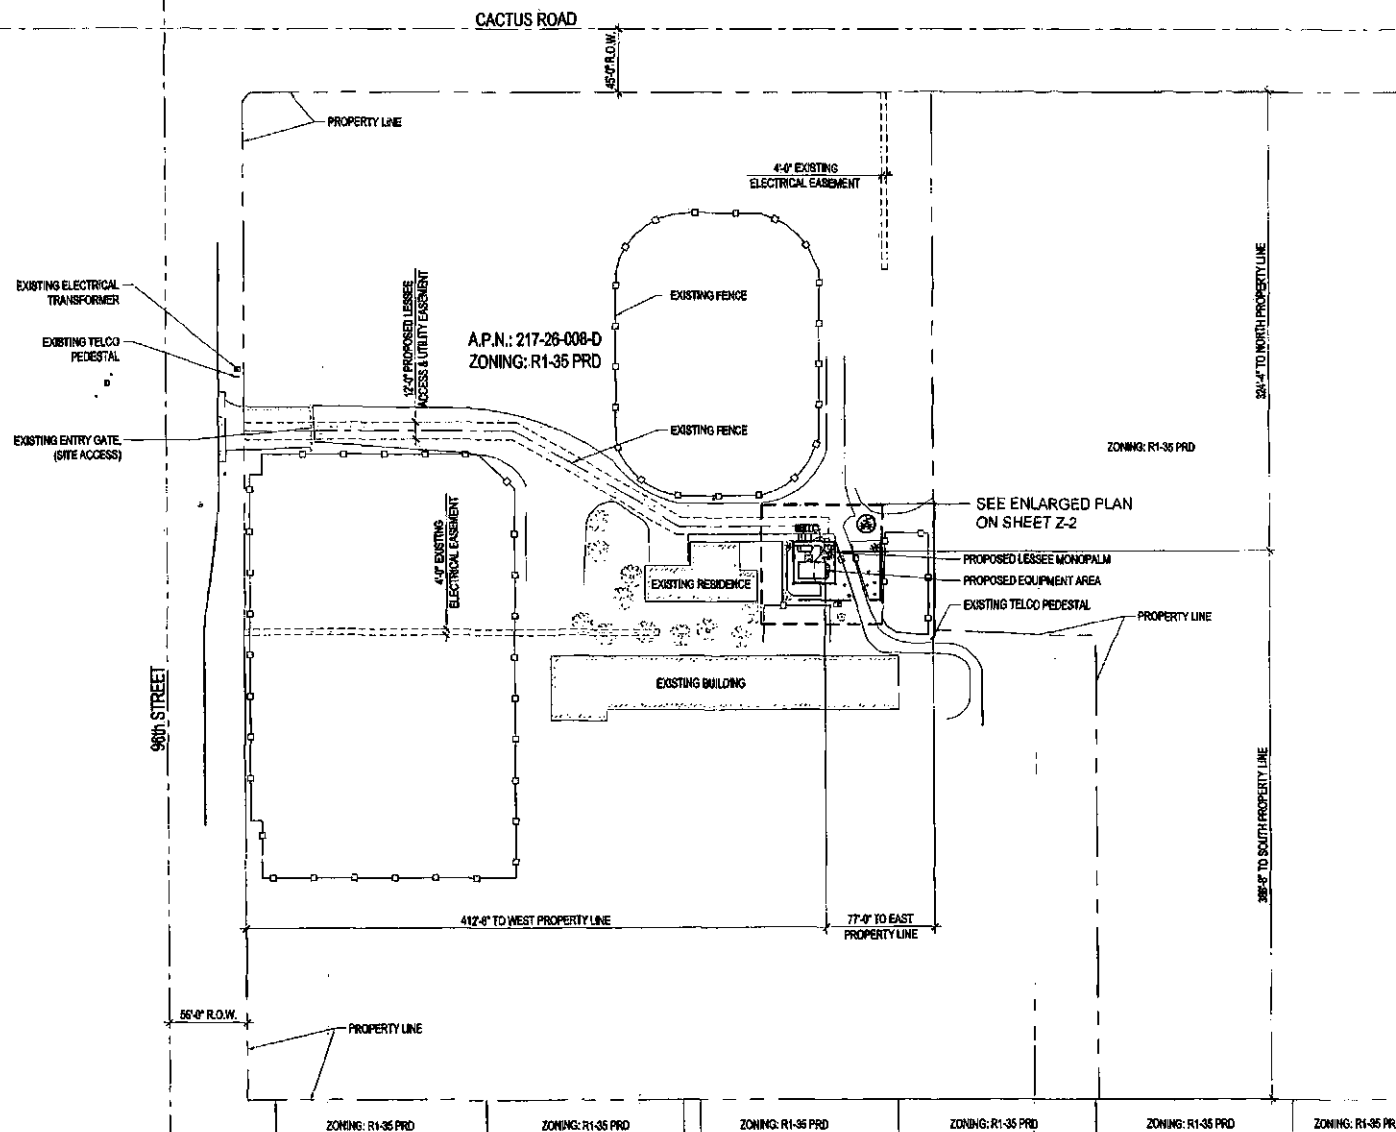 CACTUS ROAD
45'-0" R.O.W.
PROPERTY LINE
4'-0" EXISTING
ELECTRICAL EASEMENT
EXISTING ELECTRICAL
TRANSFORMER
EXISTING TELCO
PEDESTAL
12'-0" PROPOSED LESSEE
ACCESS & UTILITY EASEMENT
A.P.N.: 217-26-008-D
ZONING: R1-35 PRD
EXISTING FENCE
324'-4" TO NORTH PROPERTY LINE
EXISTING ENTRY GATE
(SITE ACCESS)
EXISTING FENCE
ZONING: R1-35 PRD
SEE ENLARGED PLAN
ON SHEET Z-2
4'-0" EXISTING
ELECTRICAL EASEMENT
PROPOSED LESSEE MONOPALM
PROPOSED EQUIPMENT AREA
EXISTING RESIDENCE
EXISTING TELCO PEDESTAL
PROPERTY LINE
EXISTING BUILDING
96th STREET
TO SOUTH PROPERTY LINE
412'-6" TO WEST PROPERTY LINE
77'-0" TO EAST
PROPERTY LINE
R.O.W.
PROPERTY LINE
ZONING: R1-35 PRD
ZONING: R1-35 PRD
ZONING: R1-35 PRD
ZONING: R1-35 PRD
ZONING: R1-35 PRD
ZONING: R1-35 PR